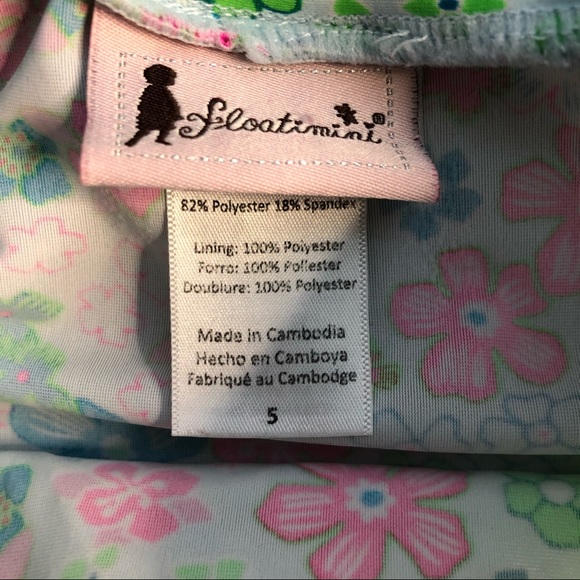 Floatimini
82% Polyester 18% Spandex
Lining: 100% Polyester
Forro: 100% Poliester
Doublure: 100% Polyester
Made in Cambodia
Hecho en Camboya
Fabriqué au Cambodge
5